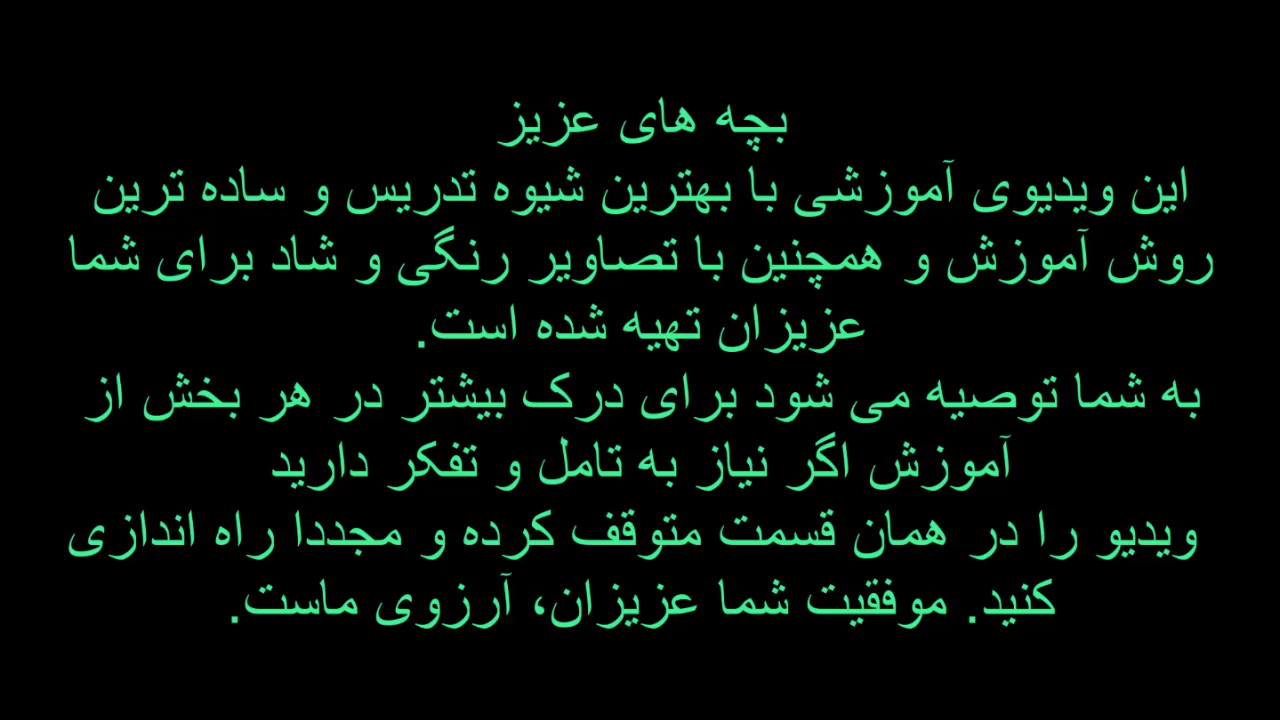 بچه های عزیز
این ویدیوی آموزشی با بهترین شیوه تدریس و ساده ترین
روش آموزش و همچنین با تصاویر رنگی و شاد برای شما
عزیزان تهیه شده است.
به شما توصیه می شود برای درک بیشتر در هر بخش از
آموزش اگر نیاز به تامل و تفکر دارید
ویدیو را در همان قسمت متوقف کرده و مجددا راه اندازی
کنید. موفقیت شما عزیزان، آرزوی ماست.